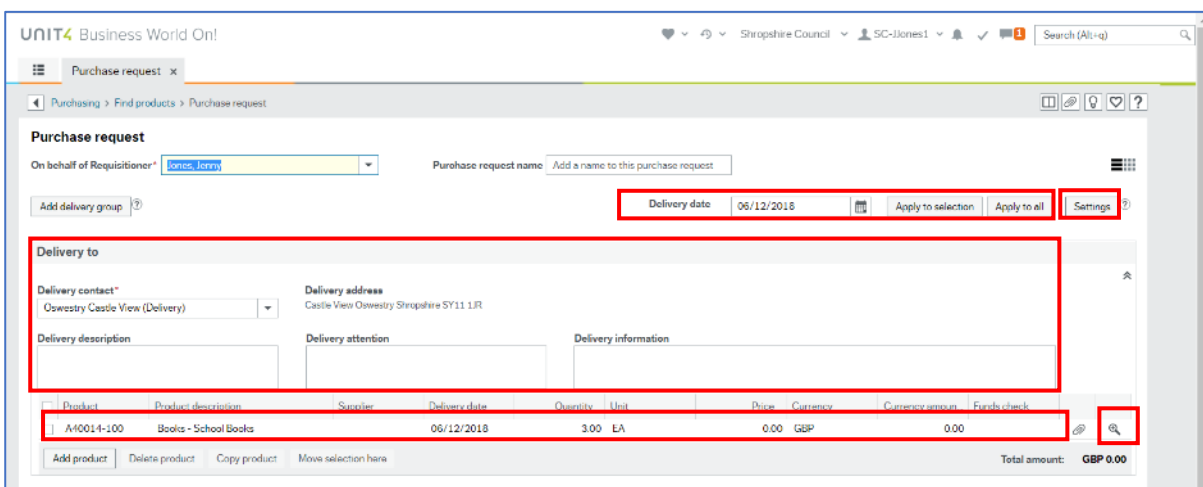 UNIT4 Business World On!
Shropshire Council SC-JJones1 1 Search (Alt+q)
Purchase request x
Purchasing > Find products > Purchase request ?
Purchase request
On behalf of Requisitioner* Jones, Jenny Purchase request name Add a name to this purchase request
Add delivery group ? Delivery date 06/12/2018 Apply to selection Apply to all Settings ?
Delivery to
Delivery contact* Delivery address
Oswestry Castle View (Delivery) Castle View Oswestry Shropshire SY11 1JR
Delivery description Delivery attention Delivery information
Product Product description Supplier Delivery date Quantity Unit Price Currency Currency amoun... Funds check
A40014-100 Books - School Books 06/12/2018 3.00 EA 0.00 GBP 0.00
Add product Delete product Copy product Move selection here Total amount: GBP 0.00